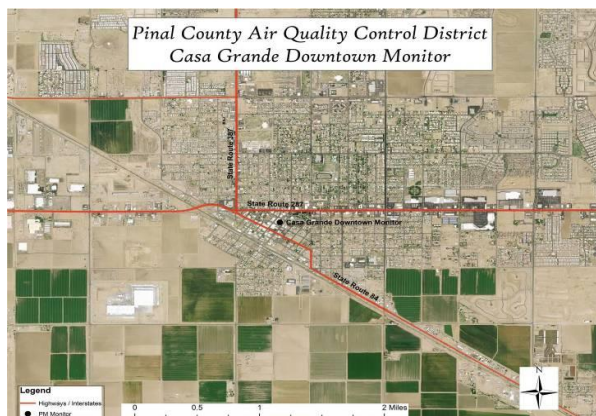 Pinal County Air Quality Control District
Casa Grande Downtown Monitor
State Route 387
State Route 287
Casa Grande Downtown Monitor
State Route 84
Legend
Highways / Interstates
PM Monitor
0 0.5 1 2 Miles
N